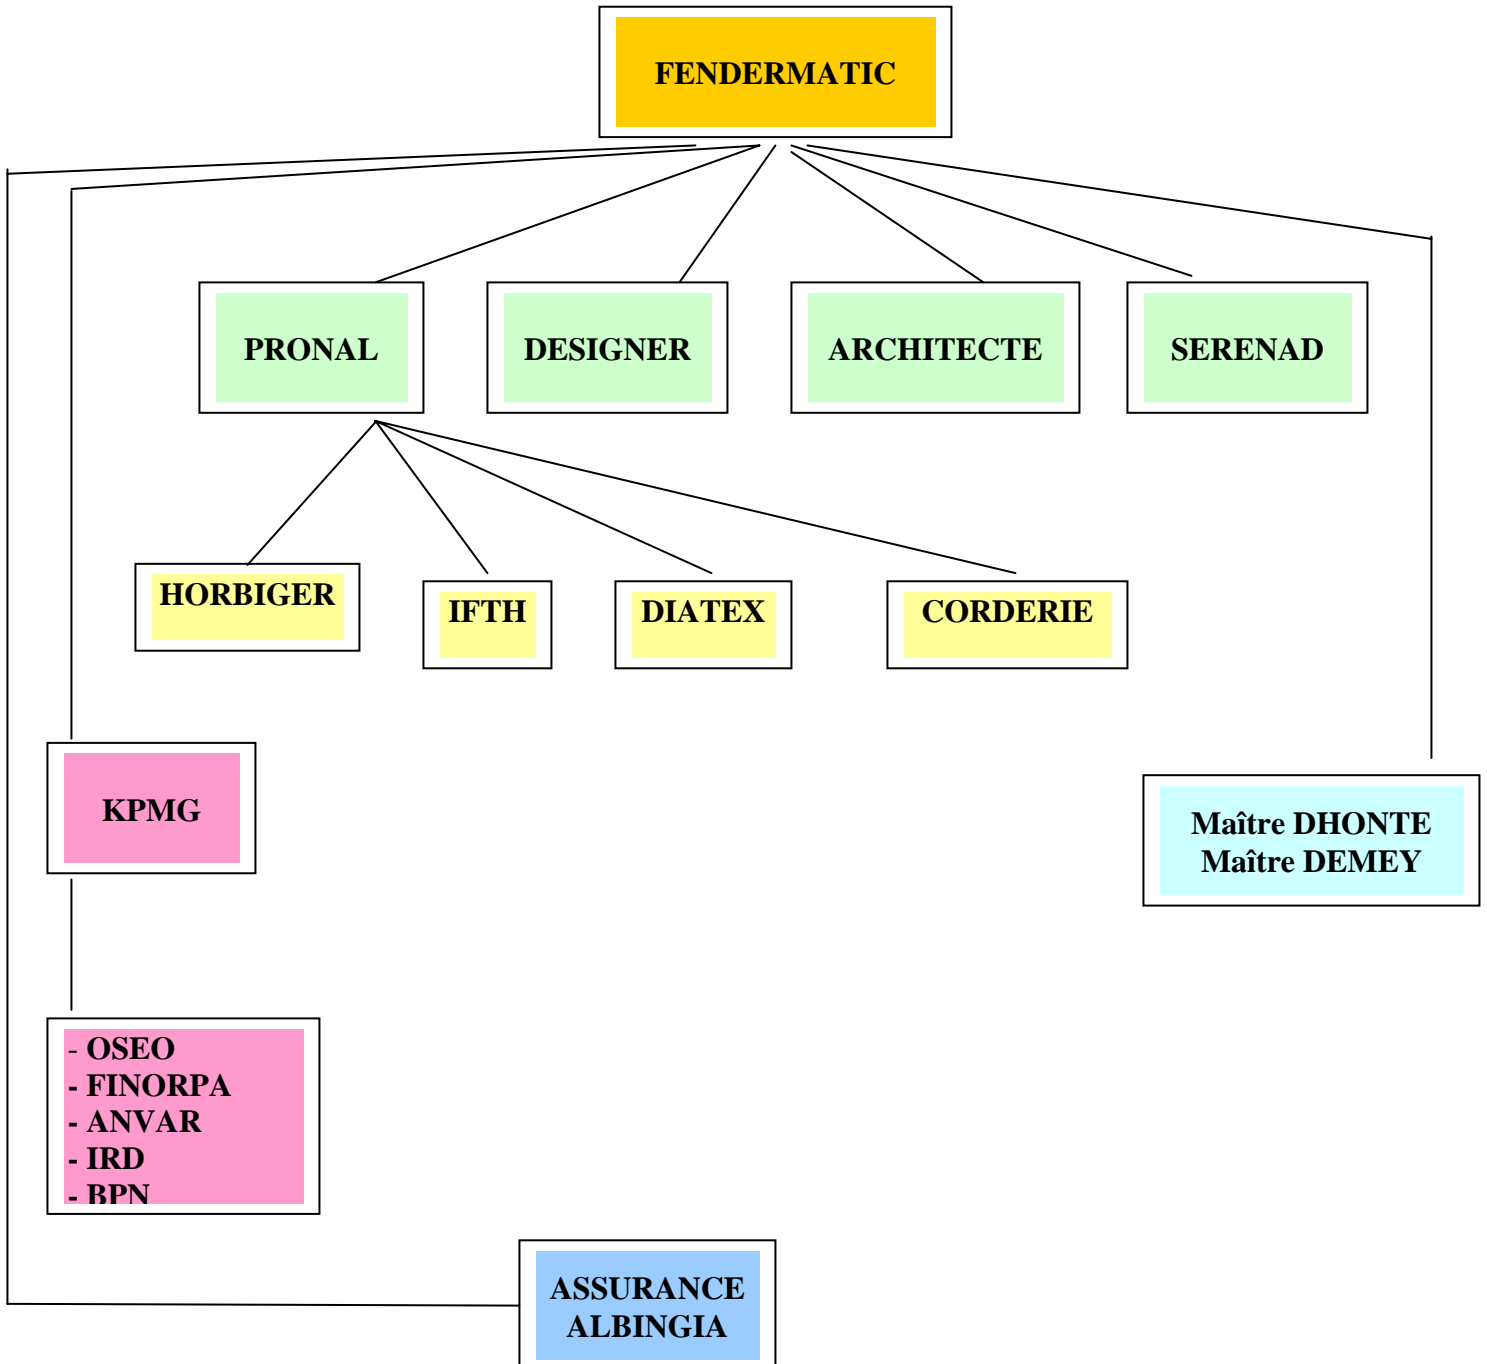 FENDERMATIC
PRONAL
DESIGNER
ARCHITECTE
SERENAD
HORBIGER
IFTH
DIATEX
CORDERIE
KPMG
Maître DHONTE
Maître DEMEY
- OSEO
- FINORPA
- ANVAR
- IRD
- BPN
ASSURANCE
ALBINGIA